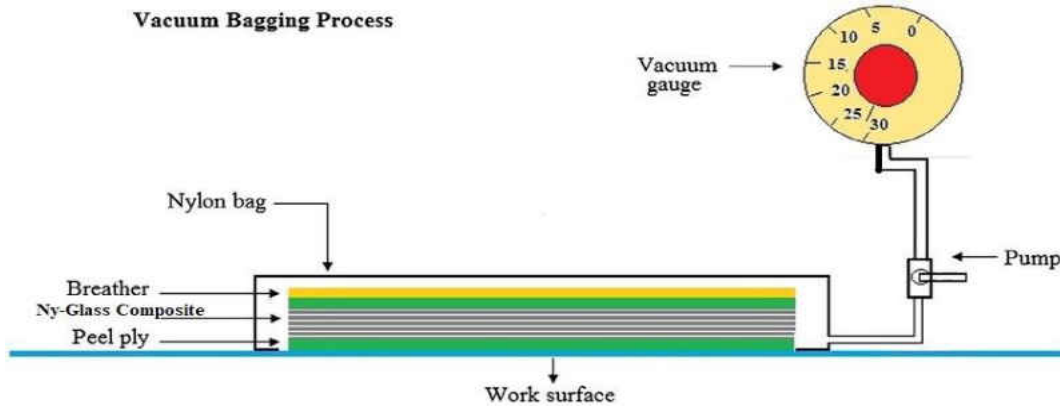 Vacuum Bagging Process
0
5
10
15
20
25
30
Vacuum
gauge
Nylon bag
Pump
Breather
Ny-Glass Composite
Peel ply
Work surface